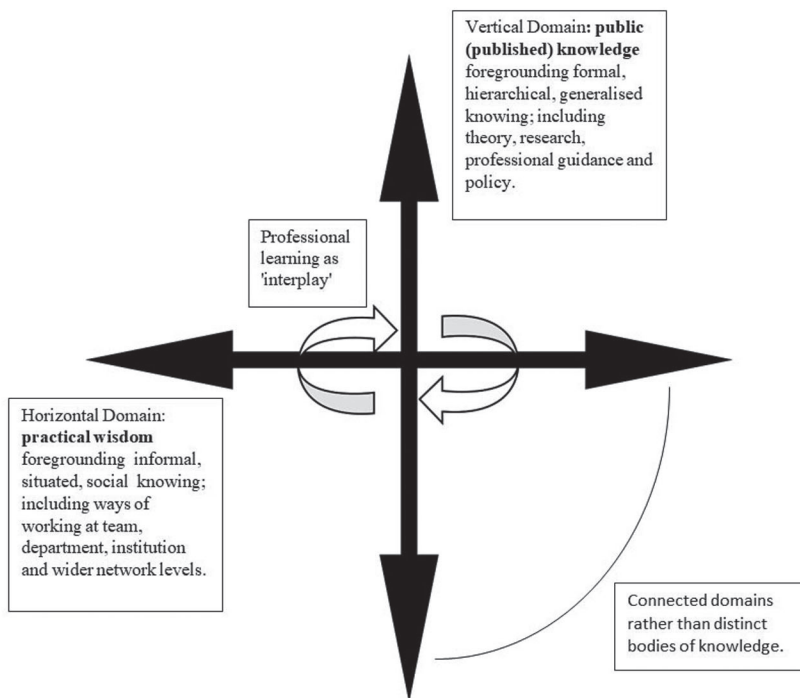 Vertical Domain: public
(published) knowledge
foregrounding formal,
hierarchical, generalised
knowing; including
theory, research,
professional guidance and
policy.
Professional
learning as
'interplay'
Horizontal Domain:
practical wisdom
foregrounding informal,
situated, social knowing;
including ways of
working at team,
department, institution
and wider network levels.
Connected domains
rather than distinct
bodies of knowledge.